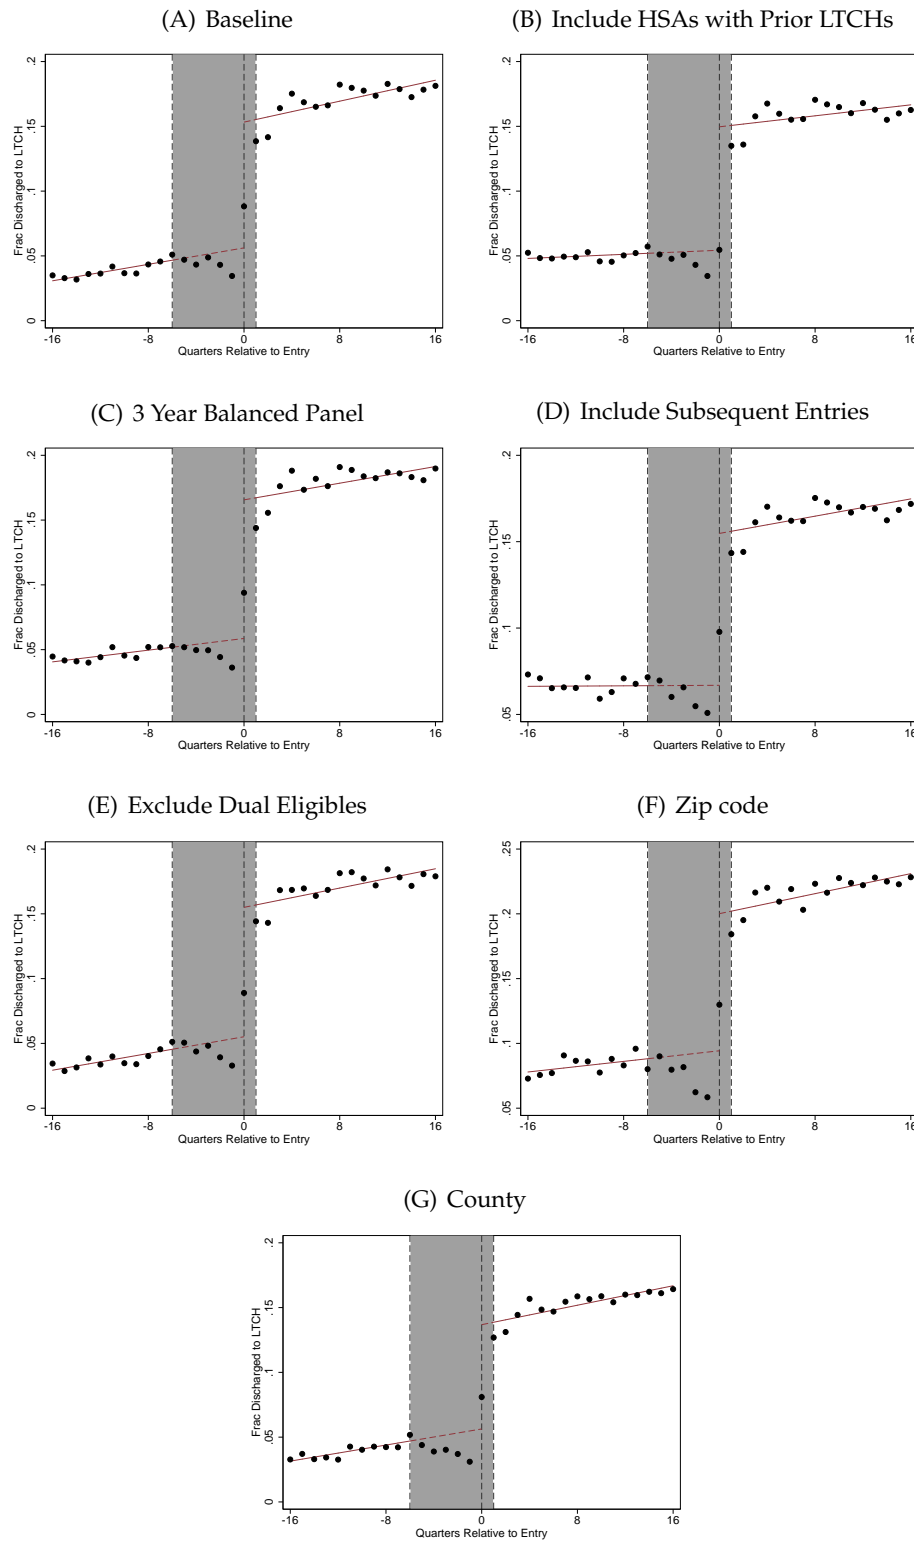 (A) Baseline
Frac Discharged to LTCH
0 .05 .1 .15 .2
-16 -8 0 8 16
Quarters Relative to Entry
(B) Include HSAs with Prior LTCHs
Frac Discharged to LTCH
0 .05 .1 .15 .2
-16 -8 0 8 16
Quarters Relative to Entry
(C) 3 Year Balanced Panel
Frac Discharged to LTCH
0 .05 .1 .15 .2
-16 -8 0 8 16
Quarters Relative to Entry
(D) Include Subsequent Entries
Frac Discharged to LTCH
.05 .1 .15 .2
-16 -8 0 8 16
Quarters Relative to Entry
(E) Exclude Dual Eligibles
Frac Discharged to LTCH
0 .05 .1 .15 .2
-16 -8 0 8 16
Quarters Relative to Entry
(F) Zip code
Frac Discharged to LTCH
.05 .1 .15 .2 .25
-16 -8 0 8 16
Quarters Relative to Entry
(G) County
Frac Discharged to LTCH
0 .05 .1 .15 .2
-16 -8 0 8 16
Quarters Relative to Entry